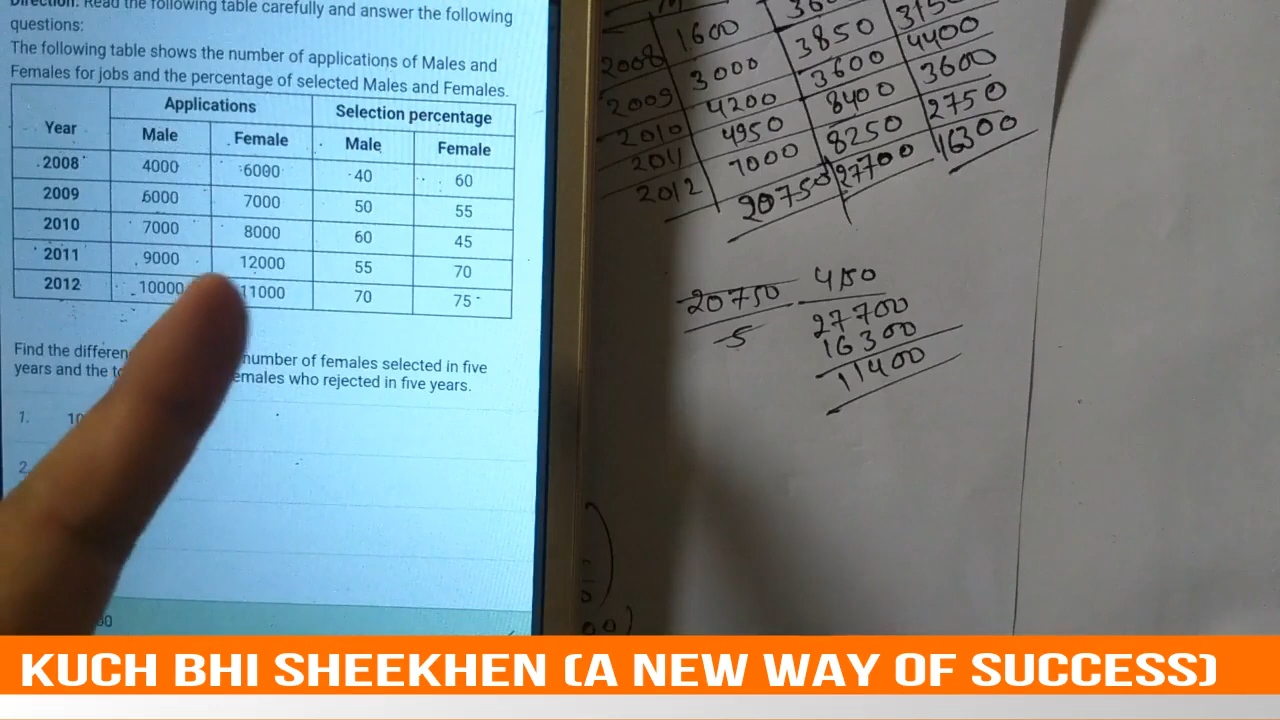 Direction: Read the following table carefully and answer the following
questions:
The following table shows the number of applications of Males and
Females for jobs and the percentage of selected Males and Females.
Year Applications Selection percentage
Male Female Male Female
2008 4000 6000 40 60
2009 6000 7000 50 55
2010 7000 8000 60 45
2011 9000 12000 55 70
2012 10000 11000 70 75
Find the number of females selected in five
years and the who rejected in five years.
1.
2
2008 1600
2009 3000 3850 3150
2010 4200 3600 4400
2011 4950 8400 3600
2012 7000 8250 2750
20750 27700 16300
20750 4150
5
27700
16300
11400
KUCH BHI SHEEKHEN (A NEW WAY OF SUCCESS)